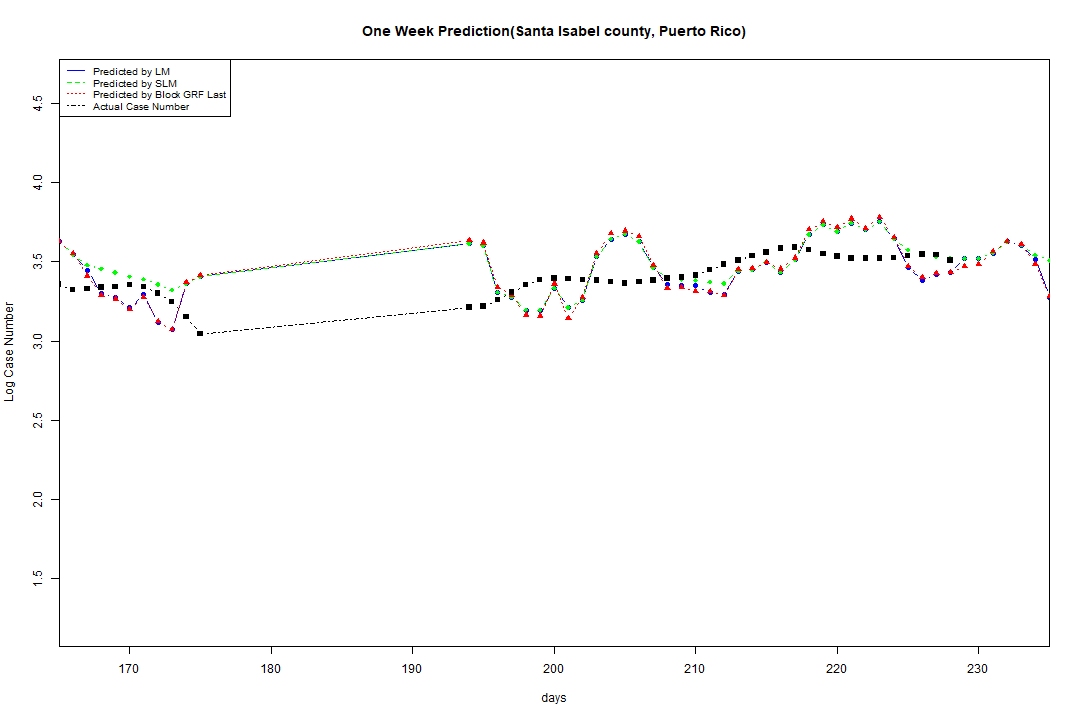 One Week Prediction(Santa Isabel county, Puerto Rico)
Predicted by LM
Predicted by SLM
Predicted by Block GRF Last
Actual Case Number
Log Case Number
4.5
4.0
3.5
3.0
2.5
2.0
1.5
170 180 190 200 210 220 230
days